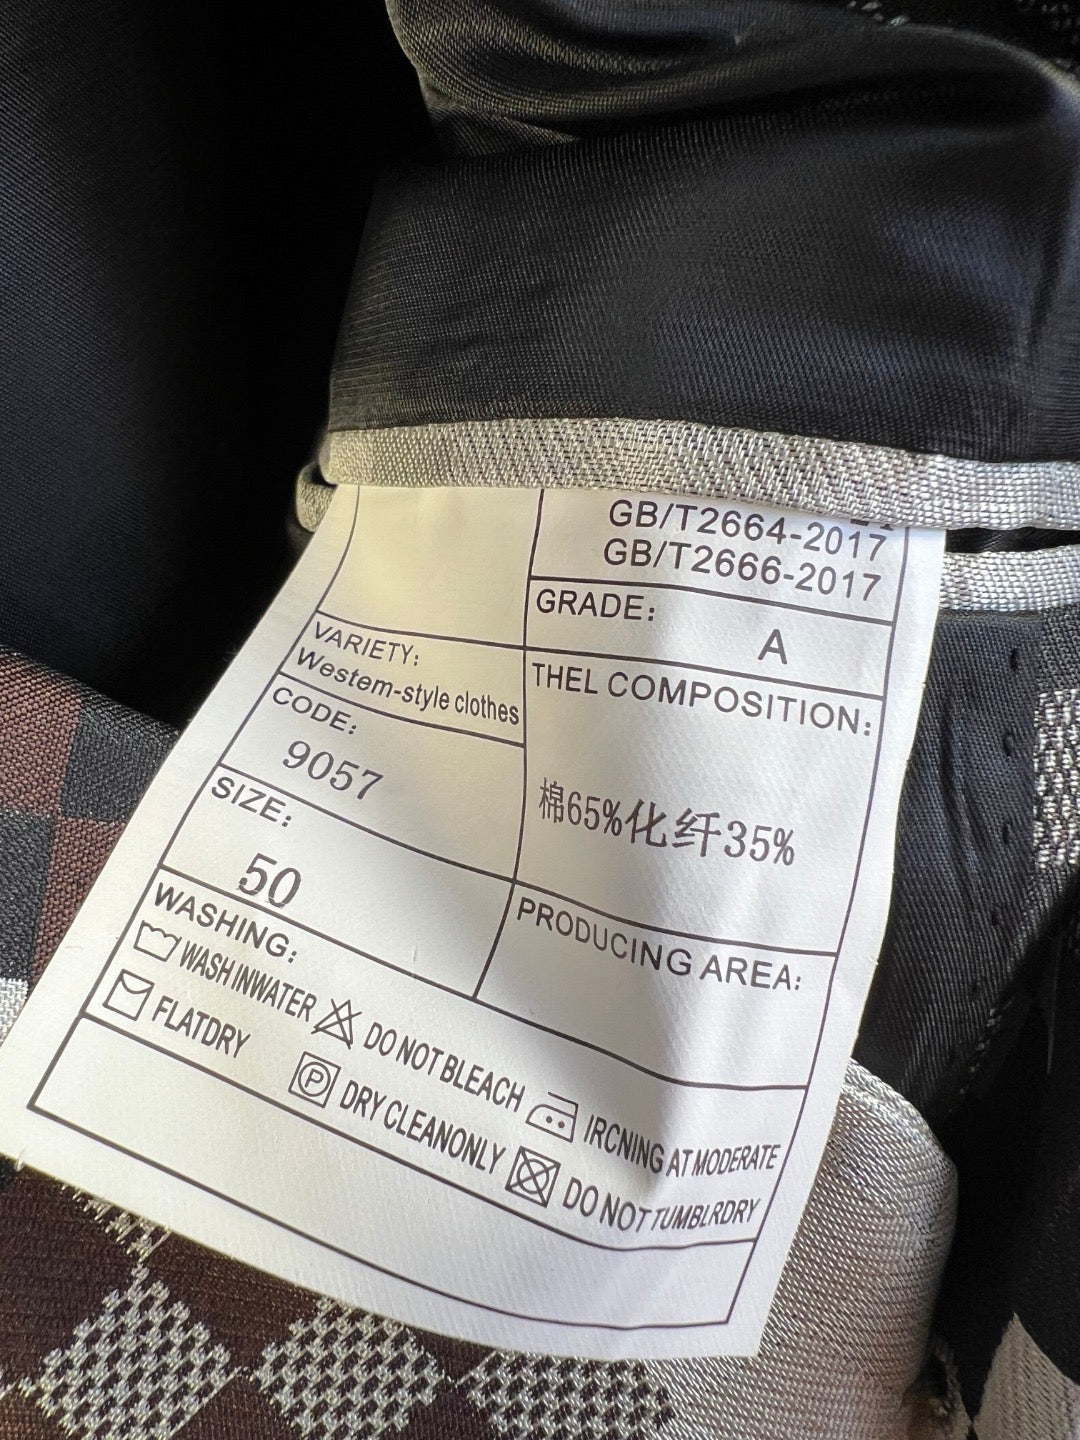 GB/T2664-2017
GB/T2666-2017
GRADE:
A
VARIETY:
Westem-style clothes
THEL COMPOSITION:
CODE:
9057
棉65%化纤35%
SIZE:
50
PRODUCING AREA:
WASHING:
WASH INWATER DO NOT BLEACH IRCNING AT MODERATE
FLATDRY P DRY CLEANONLY DO NOT TUMBLRDRY